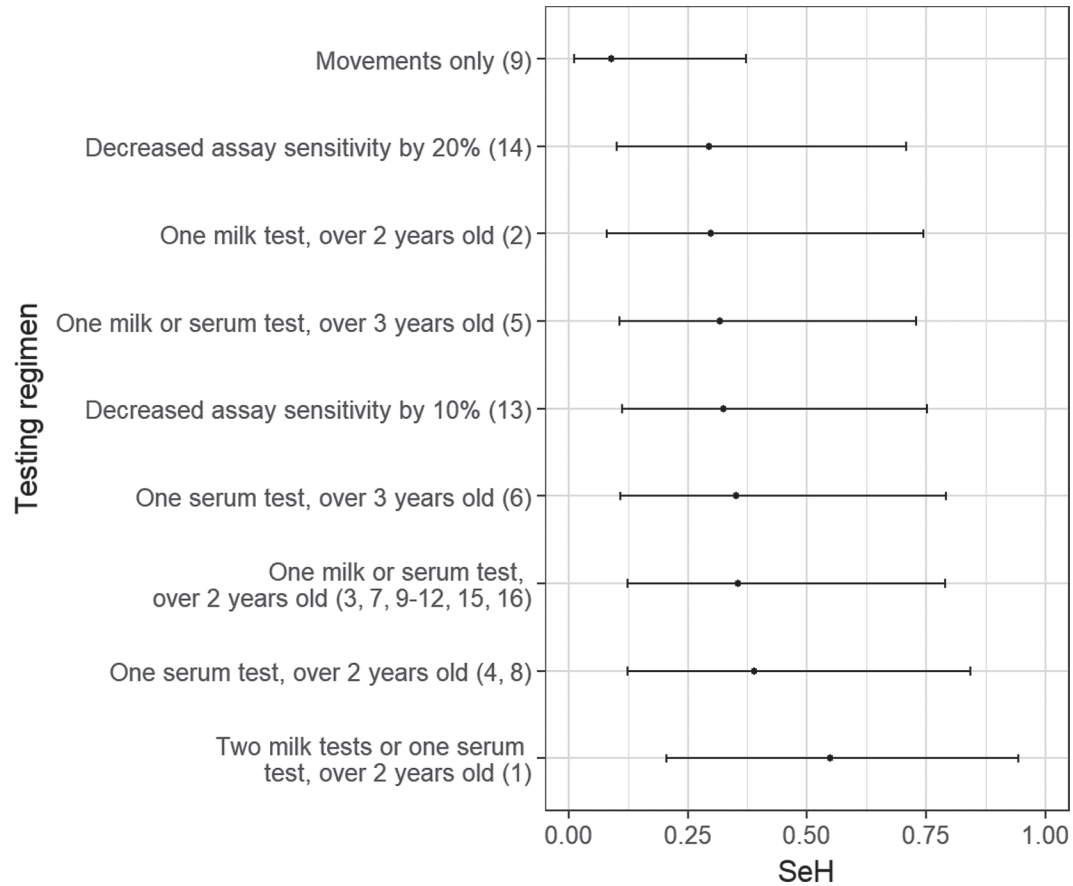 Movements only (9)
Decreased assay sensitivity by 20% (14)
One milk test, over 2 years old (2)
One milk or serum test, over 3 years old (5)
Decreased assay sensitivity by 10% (13)
One serum test, over 3 years old (6)
One milk or serum test,
over 2 years old (3, 7, 9-12, 15, 16)
One serum test, over 2 years old (4, 8)
Two milk tests or one serum
test, over 2 years old (1)
Testing regimen
0.00 0.25 0.50 0.75 1.00
SeH